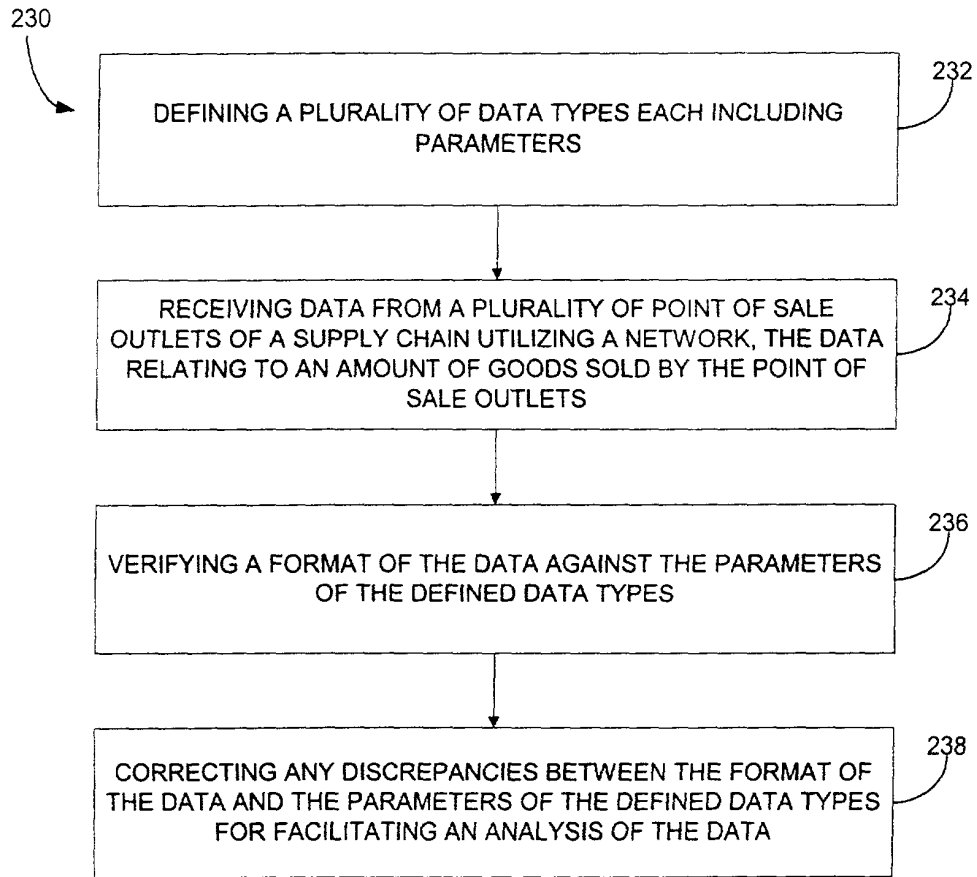 230
232
DEFINING A PLURALITY OF DATA TYPES EACH INCLUDING
PARAMETERS
234
RECEIVING DATA FROM A PLURALITY OF POINT OF SALE
OUTLETS OF A SUPPLY CHAIN UTILIZING A NETWORK, THE DATA
RELATING TO AN AMOUNT OF GOODS SOLD BY THE POINT OF
SALE OUTLETS
236
VERIFYING A FORMAT OF THE DATA AGAINST THE PARAMETERS
OF THE DEFINED DATA TYPES
238
CORRECTING ANY DISCREPANCIES BETWEEN THE FORMAT OF
THE DATA AND THE PARAMETERS OF THE DEFINED DATA TYPES
FOR FACILITATING AN ANALYSIS OF THE DATA